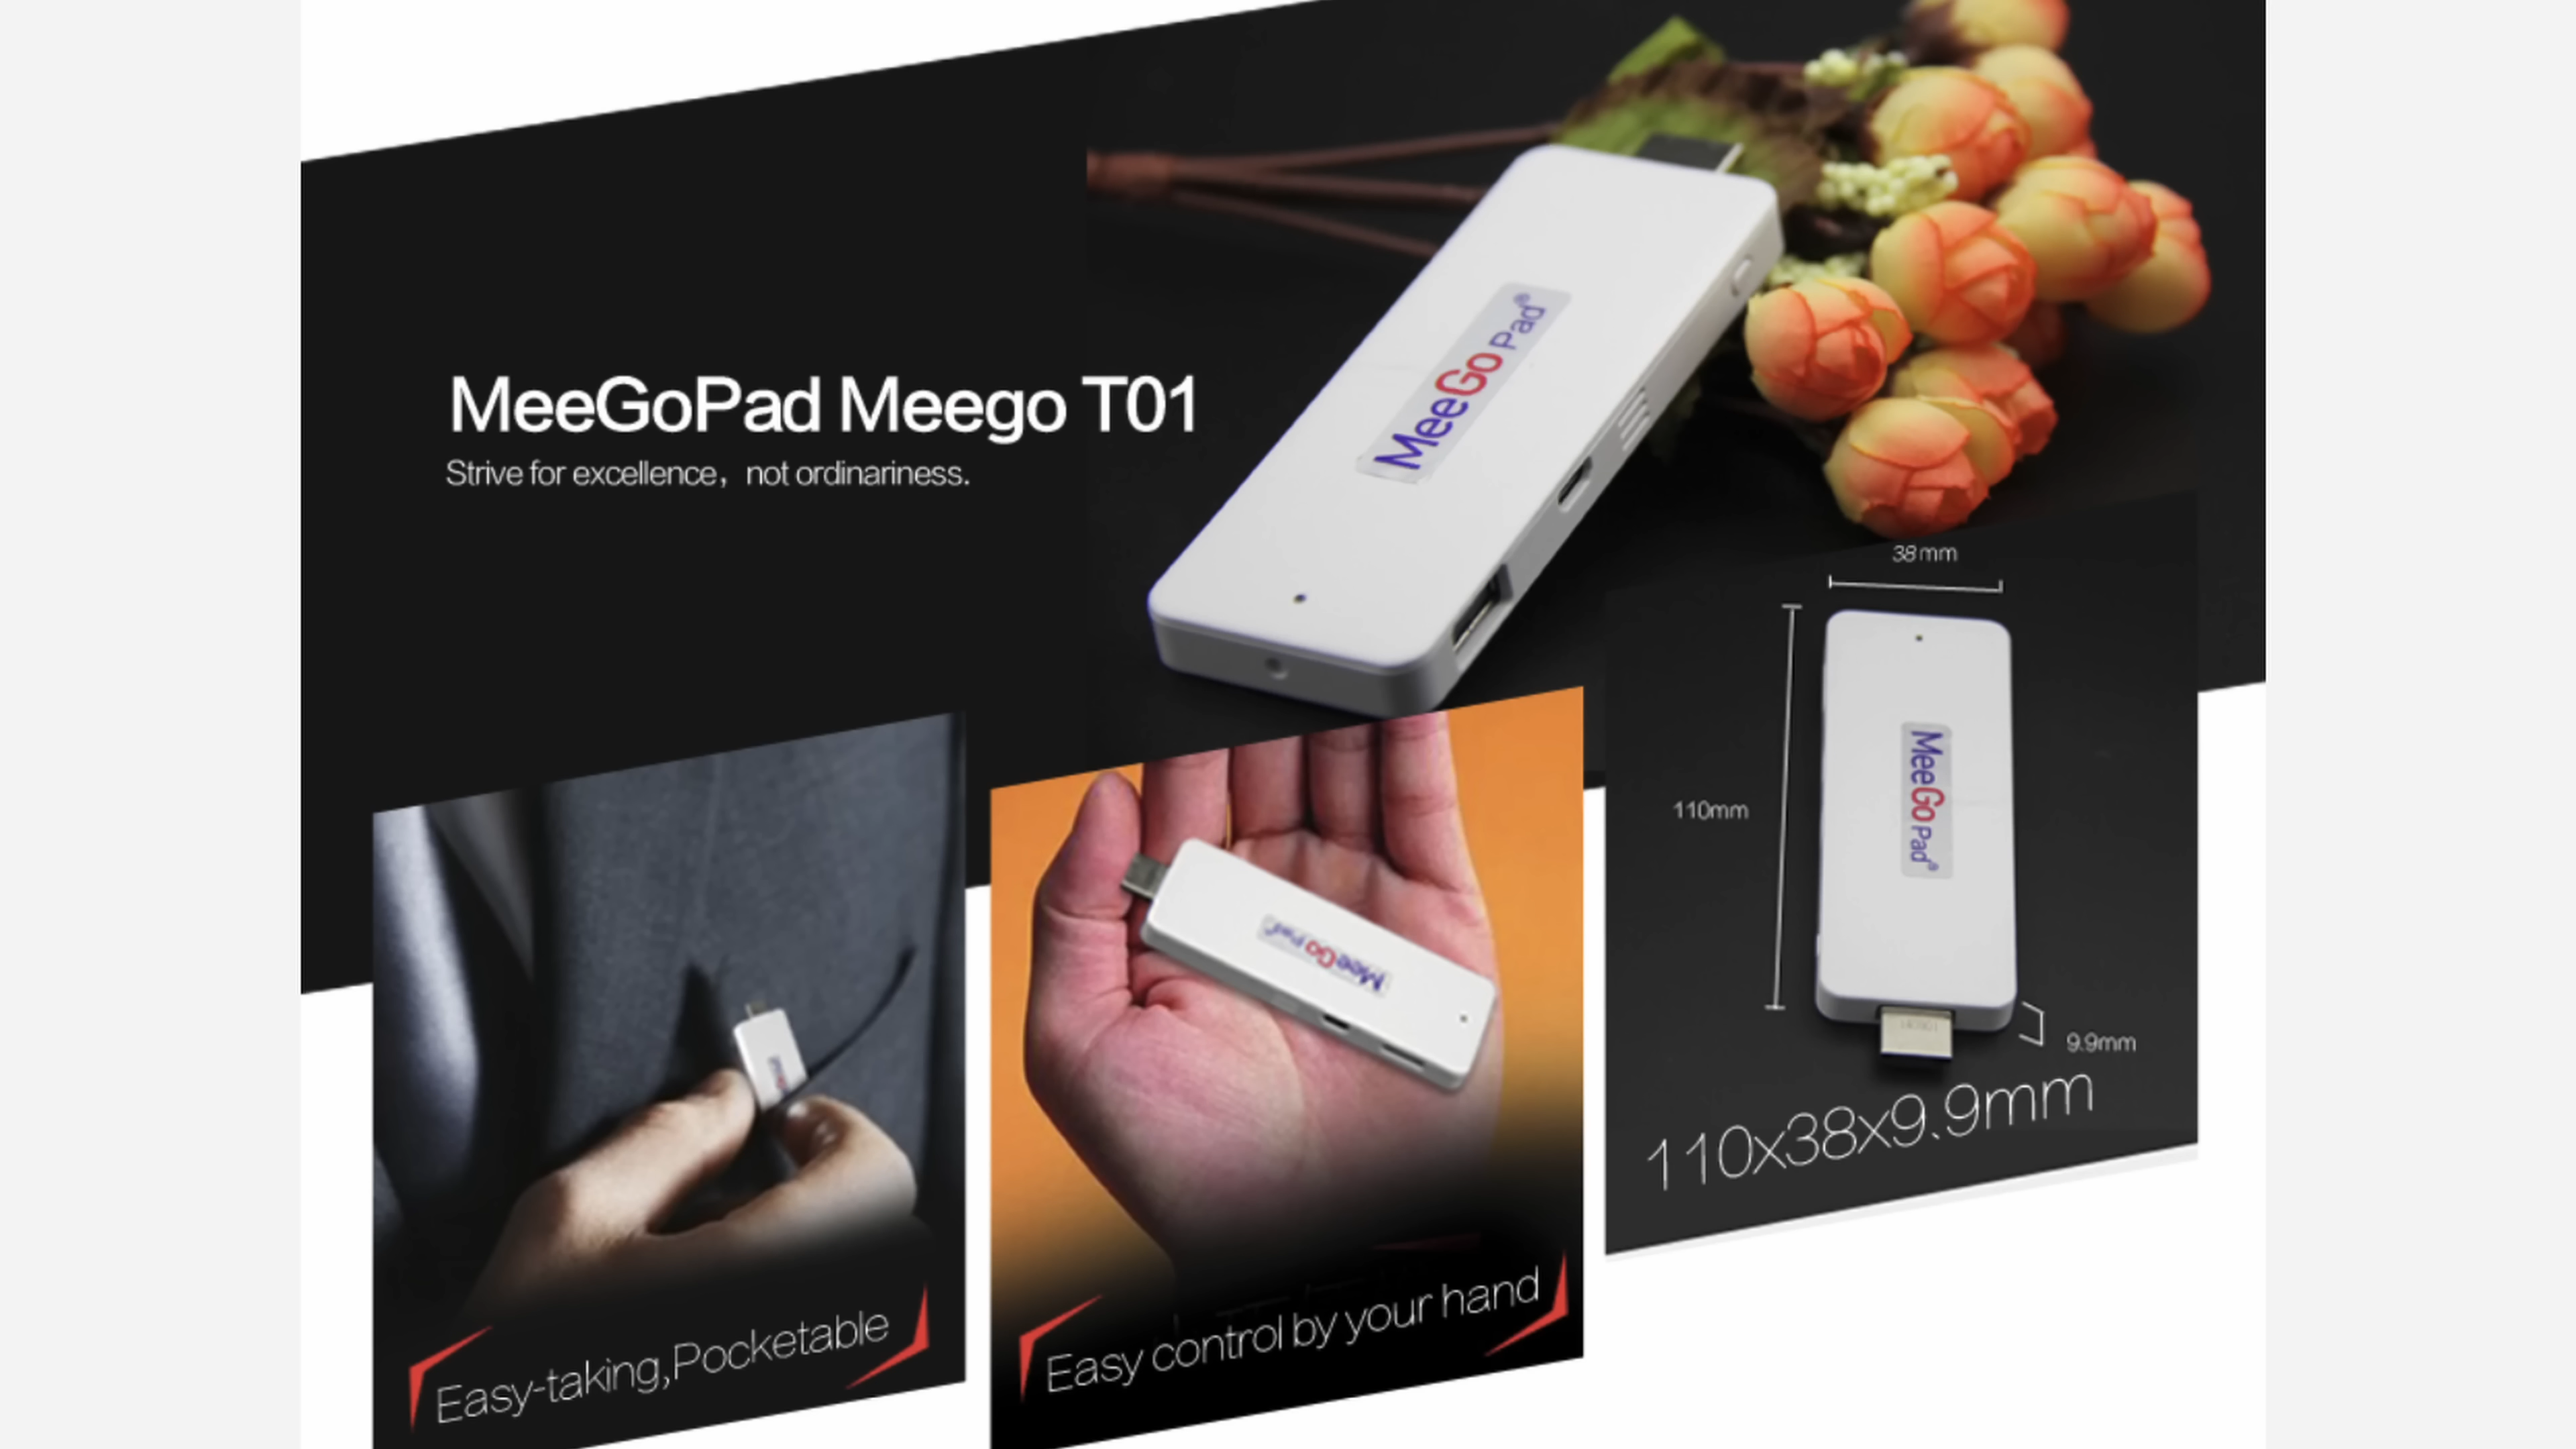 MeeGoPad Meego T01
Strive for excellence，not ordinariness.
MeeGo Pad®
38mm
110mm
MeeGo Pad®
9.9mm
110x38x9.9mm
MeeGo Pad®
Easy-taking,Pocketable
Easy control by your hand